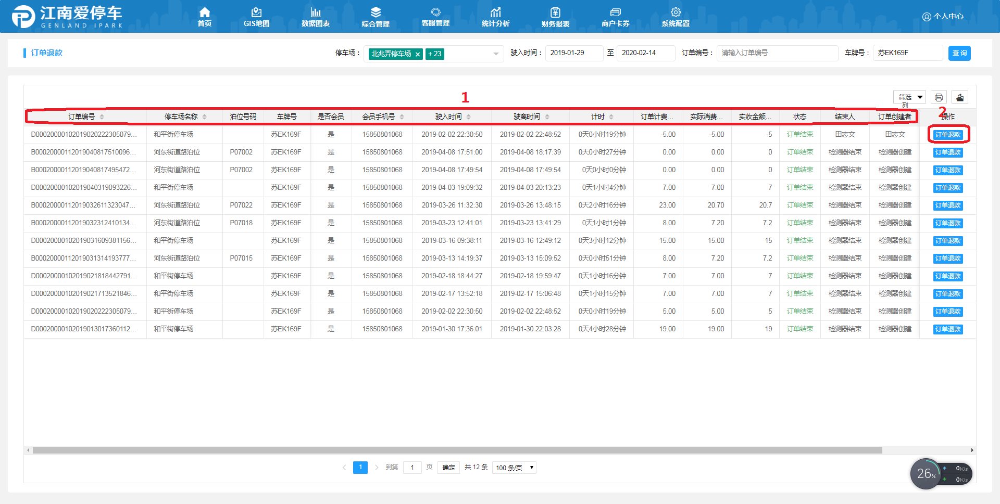 江南爱停车
GENLAND IPARK
首页 GIS地图 数据图表 综合管理 客服管理 统计分析 财务报表 商户卡券 系统配置 个人中心
订单退款 停车场： 北兆弄停车场 × + 23 驶入时间： 2019-01-29 至 2020-02-14 订单编号： 请输入订单编号 车牌号： 苏EK169F 查 询
1
筛选列
2
订单编号 停车场名称 泊位号码 车牌号 是否会员 会员手机号 驶入时间 驶离时间 计时 订单计费... 实际消费... 实收金额... 状态 结束人 订单创建者 操作
D00020000102019020222305079... 和平街停车场 苏EK169F 是 15850801068 2019-02-02 22:30:50 2019-02-02 22:48:52 0天0小时19分钟 -5.00 -5.00 -5 订单结束 田志文 田志文 订单退款
B000200001120190408175100​96... 河东街道路泊位 P07002 苏EK169F 是 15850801068 2019-04-08 17:51:00 2019-04-08 18:17:39 0天0小时27分钟 0.00 0.00 0 订单结束 检测器结束 检测器创建 订单退款
B00020000112019040817495472... 河东街道路泊位 P07002 苏EK169F 是 15850801068 2019-04-08 17:49:54 2019-04-08 17:49:54 0天0小时0分钟 0.00 0.00 0 订单结束 检测器结束 检测器创建 订单退款
D00020000102019040319093226... 和平街停车场 苏EK169F 是 15850801068 2019-04-03 19:09:32 2019-04-03 20:13:23 0天1小时4分钟 7.00 7.00 7 订单结束 检测器结束 检测器创建 订单退款
B00020000112019032611323047... 河东街道路泊位 P07022 苏EK169F 是 15850801068 2019-03-26 11:32:30 2019-03-26 13:48:15 0天2小时16分钟 23.00 20.70 20.7 订单结束 检测器结束 检测器创建 订单退款
B00020000112019032312410134... 河东街道路泊位 P07018 苏EK169F 是 15850801068 2019-03-23 12:41:01 2019-03-23 13:41:29 0天1小时1分钟 8.00 7.20 7.2 订单结束 检测器结束 检测器创建 订单退款
D00020000102019031609381156... 和平街停车场 苏EK169F 是 15850801068 2019-03-16 09:38:11 2019-03-16 12:49:12 0天3小时12分钟 15.00 15.00 15 订单结束 检测器结束 检测器创建 订单退款
B00020000112019031314193777... 河东街道路泊位 P07015 苏EK169F 是 15850801068 2019-03-13 14:19:37 2019-03-13 15:09:52 0天0小时51分钟 8.00 7.20 7.2 订单结束 检测器结束 检测器创建 订单退款
D00020000102019021818442791... 和平街停车场 苏EK169F 是 15850801068 2019-02-18 18:44:27 2019-02-18 19:59:47 0天1小时16分钟 7.00 7.00 7 订单结束 检测器结束 检测器创建 订单退款
D00020000102019021713521846... 和平街停车场 苏EK169F 是 15850801068 2019-02-17 13:52:18 2019-02-17 15:06:48 0天1小时15分钟 7.00 7.00 7 订单结束 检测器结束 检测器创建 订单退款
D00020000102019020222305079... 和平街停车场 苏EK169F 是 15850801068 2019-02-02 22:30:50 2019-02-02 22:48:52 0天0小时19分钟 5.00 5.00 5 订单结束 检测器结束 检测器创建 订单退款
D00020000102019013017360112... 和平街停车场 苏EK169F 是 15850801068 2019-01-30 17:36:01 2019-01-30 22:03:28 0天4小时28分钟 19.00 19.00 19 订单结束 检测器结束 检测器创建 订单退款
1 到第 1 页 确定 共 12 条 100 条/页
26% 0K/s
0K/s